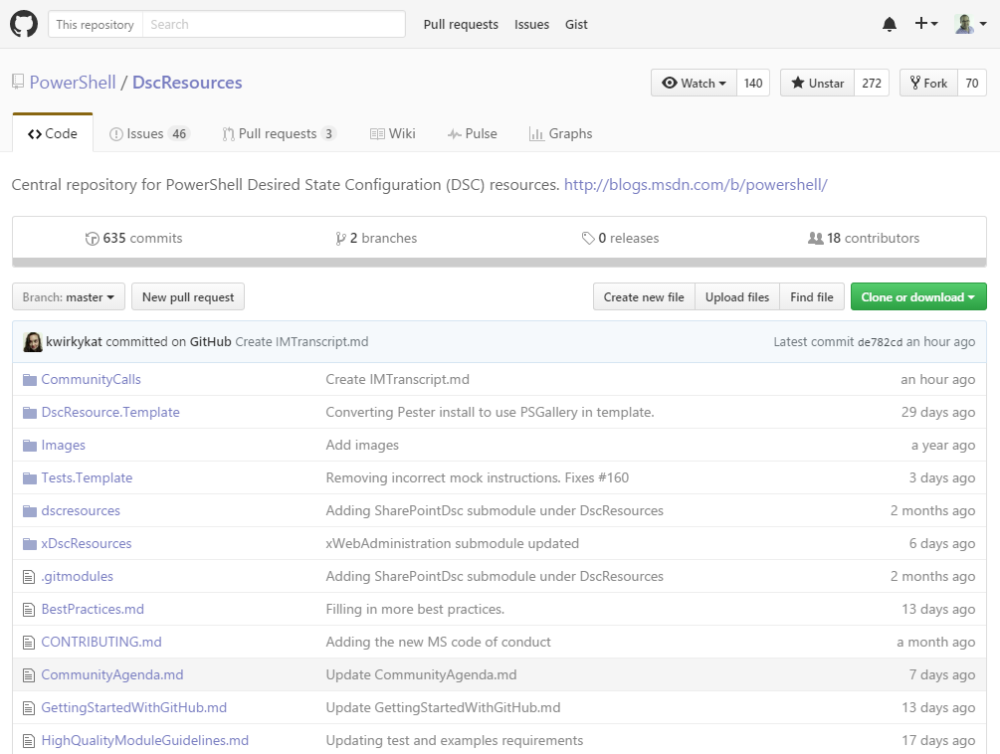 This repository Search Pull requests Issues Gist
PowerShell / DscResources Watch 140 Unstar 272 Fork 70
Code Issues 46 Pull requests 3 Wiki Pulse Graphs
Central repository for PowerShell Desired State Configuration (DSC) resources. http://blogs.msdn.com/b/powershell/
635 commits 2 branches 0 releases 18 contributors
Branch: master New pull request Create new file Upload files Find file Clone or download
kwirkykat committed on GitHub Create IMTranscript.md Latest commit de782cd an hour ago
CommunityCalls Create IMTranscript.md an hour ago
DscResource.Template Converting Pester install to use PSGallery in template. 29 days ago
Images Add images a year ago
Tests.Template Removing incorrect mock instructions. Fixes #160 3 days ago
dscresources Adding SharePointDsc submodule under DscResources 2 months ago
xDscResources xWebAdministration submodule updated 6 days ago
.gitmodules Adding SharePointDsc submodule under DscResources 2 months ago
BestPractices.md Filling in more best practices. 13 days ago
CONTRIBUTING.md Adding the new MS code of conduct a month ago
CommunityAgenda.md Update CommunityAgenda.md 7 days ago
GettingStartedWithGitHub.md Update GettingStartedWithGitHub.md 13 days ago
HighQualityModuleGuidelines.md Updating test and examples requirements 17 days ago